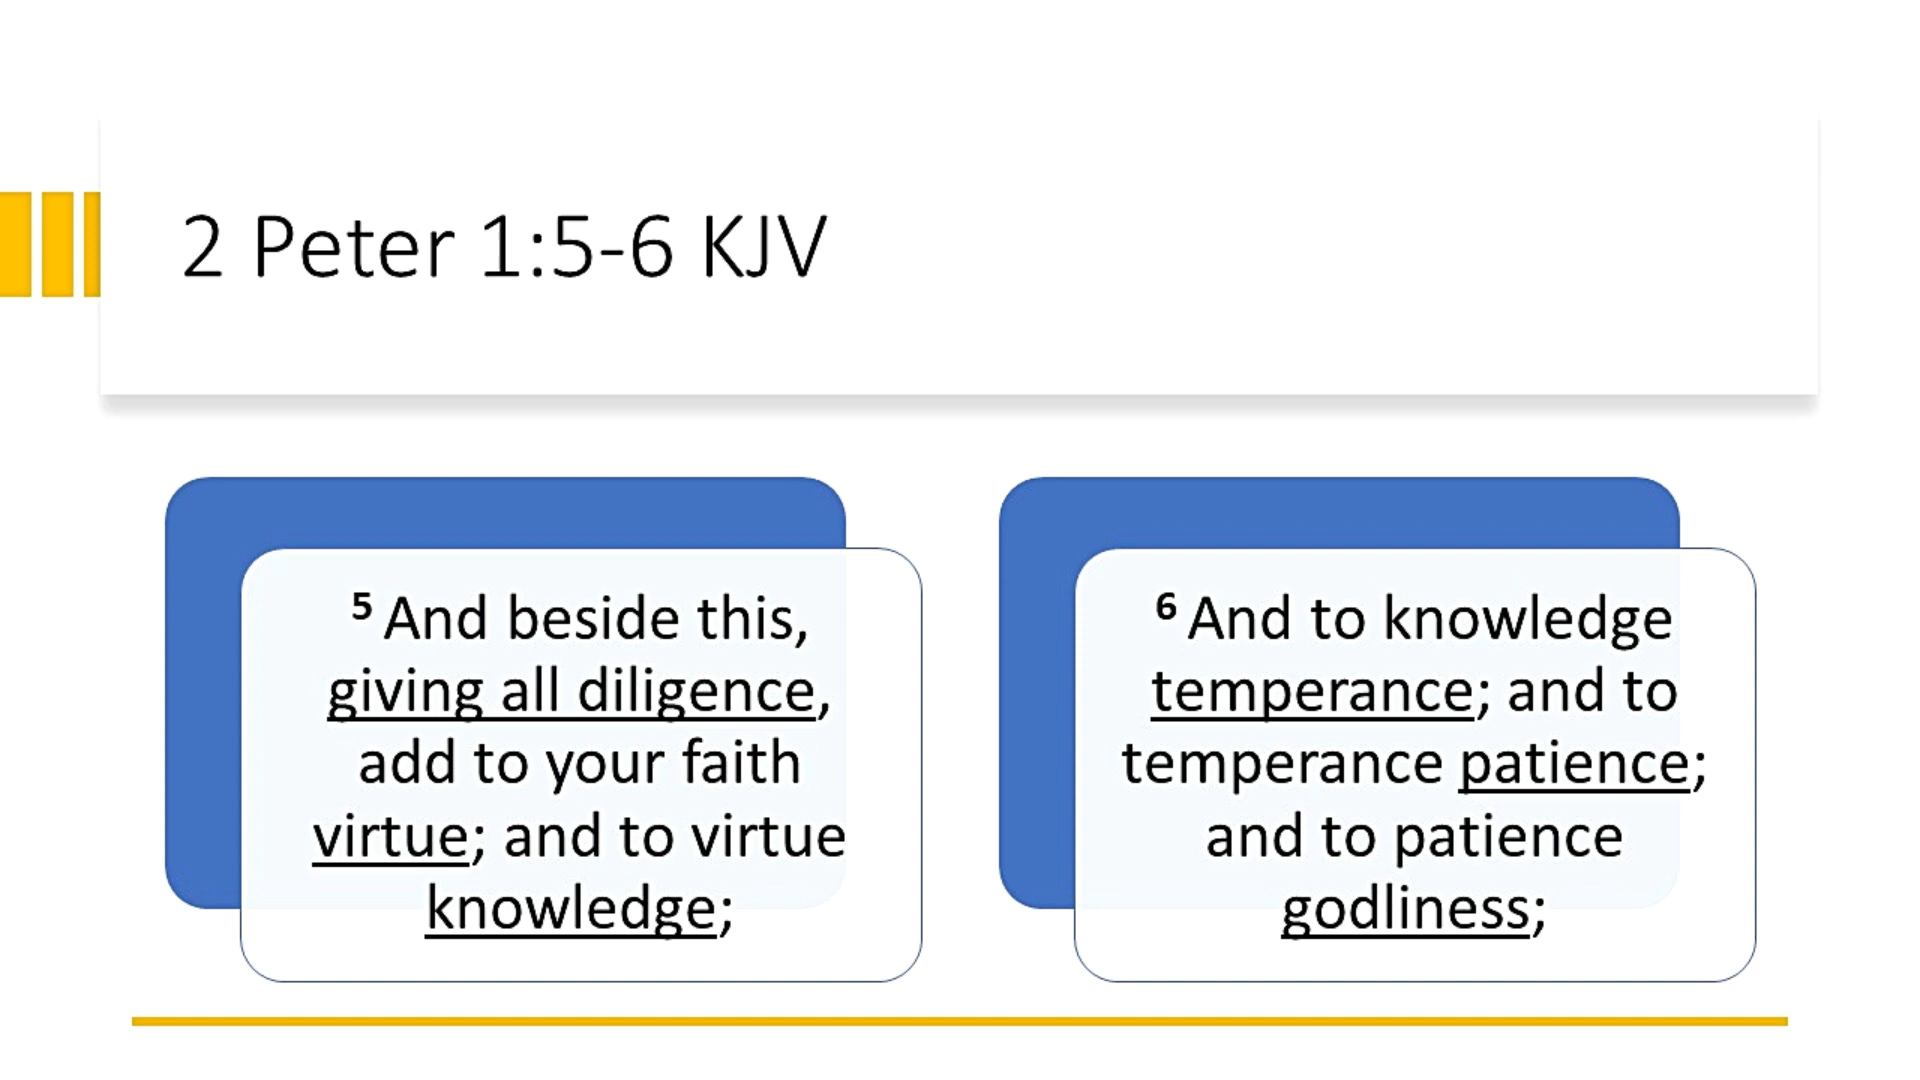 2 Peter 1:5-6 KJV
5 And beside this,
giving all diligence,
add to your faith
virtue; and to virtue
knowledge;
6 And to knowledge
temperance; and to
temperance patience;
and to patience
godliness;